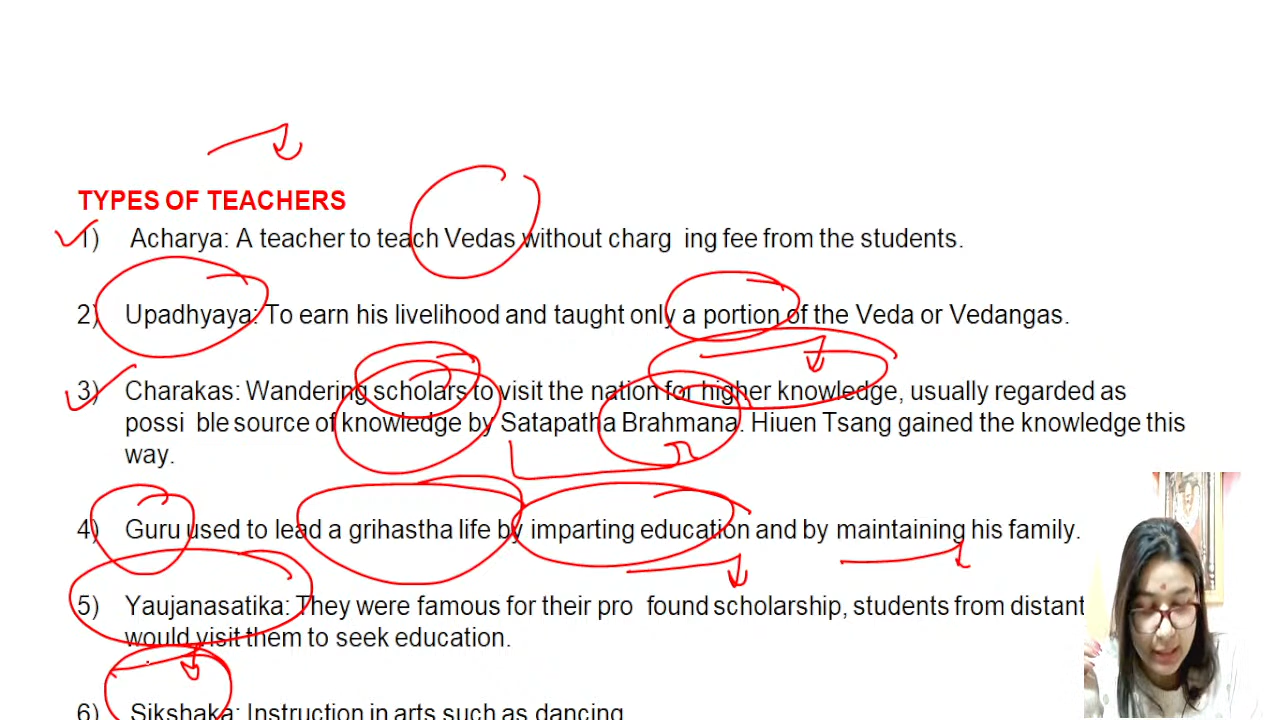 TYPES OF TEACHERS
1) Acharya: A teacher to teach Vedas without charg ing fee from the students.
2) Upadhyaya: To earn his livelihood and taught only a portion of the Veda or Vedangas.
3) Charakas: Wandering scholars to visit the nation for higher knowledge, usually regarded as
possi ble source of knowledge by Satapatha Brahmana. Hiuen Tsang gained the knowledge this
way.
4) Guru used to lead a grihastha life by imparting education and by maintaining his family.
5) Yaujanasatika: They were famous for their pro found scholarship, students from distant
would visit them to seek education.
6) Sikshaka: Instruction in arts such as dancing